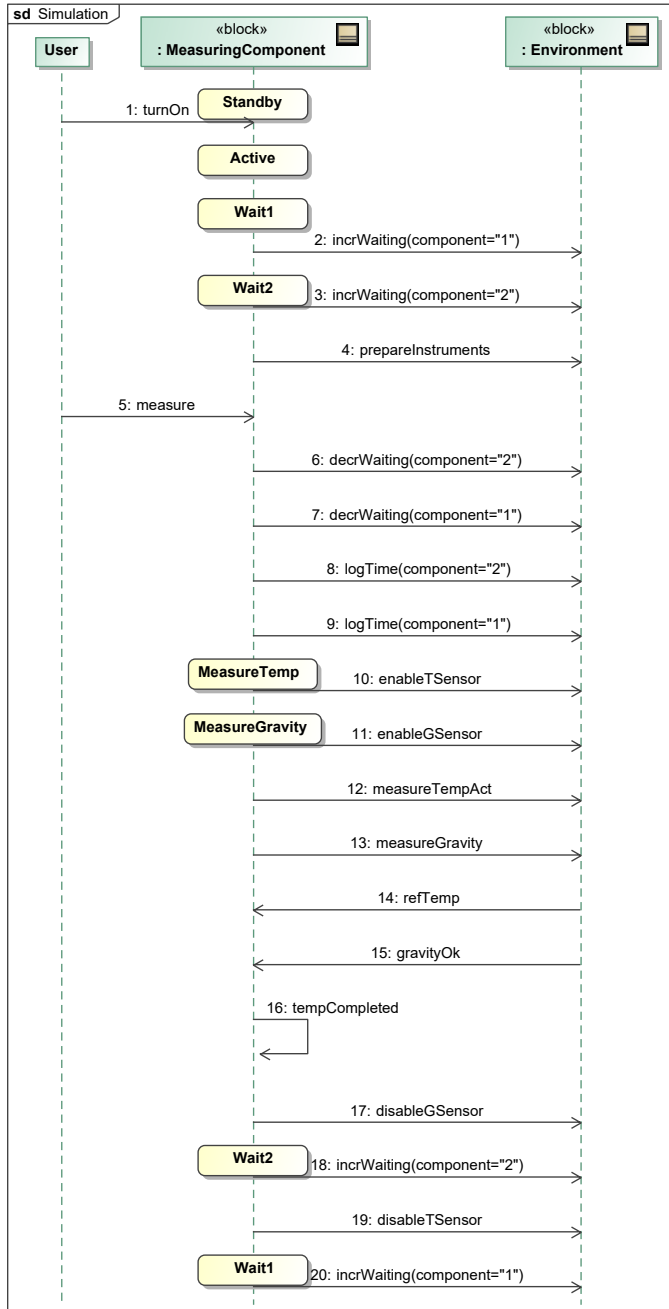 sd Simulation
User
«block»
: MeasuringComponent
«block»
: Environment
Standby
1: turnOn
Active
Wait1
2: incrWaiting(component="1")
Wait2
3: incrWaiting(component="2")
4: prepareInstruments
5: measure
6: decrWaiting(component="2")
7: decrWaiting(component="1")
8: logTime(component="2")
9: logTime(component="1")
MeasureTemp
10: enableTSensor
MeasureGravity
11: enableGSensor
12: measureTempAct
13: measureGravity
14: refTemp
15: gravityOk
16: tempCompleted
17: disableGSensor
Wait2
18: incrWaiting(component="2")
19: disableTSensor
Wait1
20: incrWaiting(component="1")